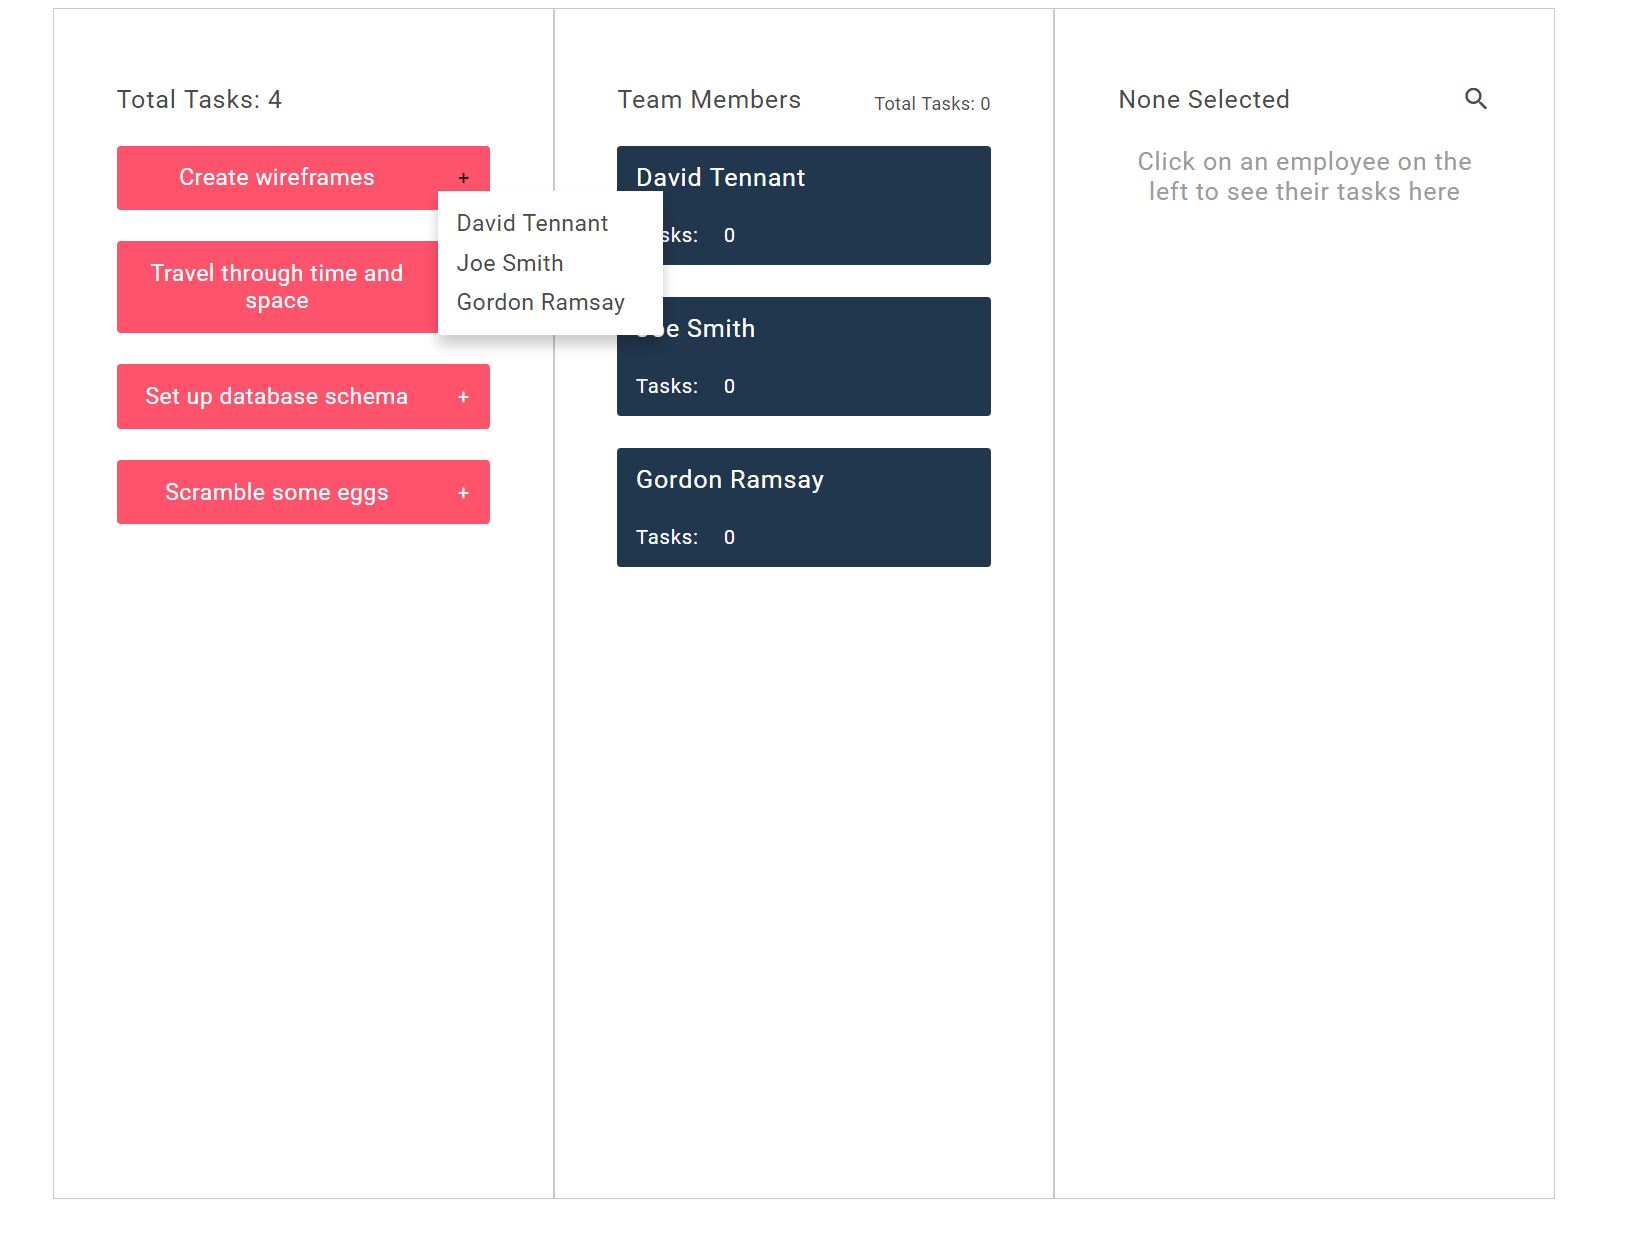 Total Tasks: 4
Create wireframes +
Travel through time and
space
Set up database schema +
Scramble some eggs +
David Tennant
Joe Smith
Gordon Ramsay
Team Members
Total Tasks: 0
David Tennant
sks: 0
Joe Smith
Tasks: 0
Gordon Ramsay
Tasks: 0
None Selected
Click on an employee on the
left to see their tasks here